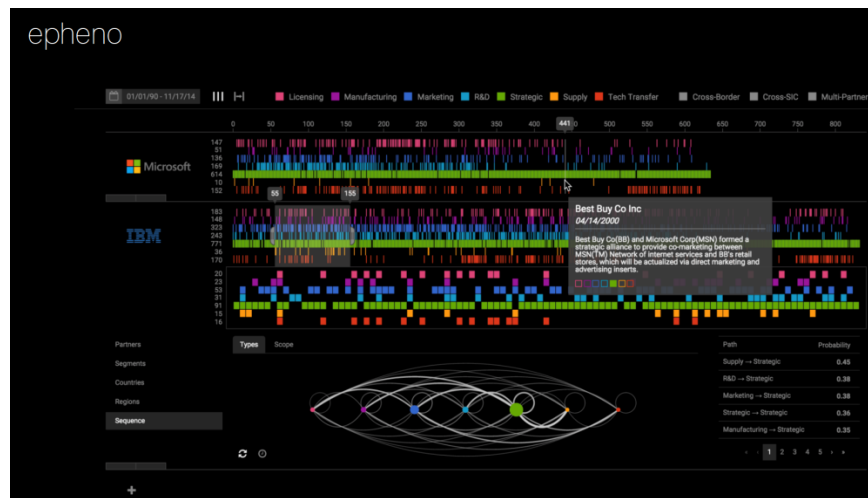 epheno
01/01/90 - 11/17/14
Licensing Manufacturing Marketing R&D Strategic Supply Tech Transfer Cross-Border Cross-SIC Multi-Partner
0 50 100 150 200 250 300 350 400 441 500 550 600 650 700 750 800
147
51
136
169
614
10
152
Microsoft
55 155
183
148
323
243
771
36
170
IBM
Best Buy Co Inc
04/14/2000
Best Buy Co(BB) and Microsoft Corp(MSN) formed a
strategic alliance to provide co-marketing between
MSN(TM) Network of Internet services and BB's retail
stores, which will be actualized via direct marketing and
advertising inserts.
20
23
53
31
91
15
16
Partners
Segments
Countries
Regions
Sequence
Types Scope
Path Probability
Supply → Strategic 0.45
R&D → Strategic 0.38
Marketing → Strategic 0.38
Strategic → Strategic 0.36
Manufacturing → Strategic 0.35
1 2 3 4 5